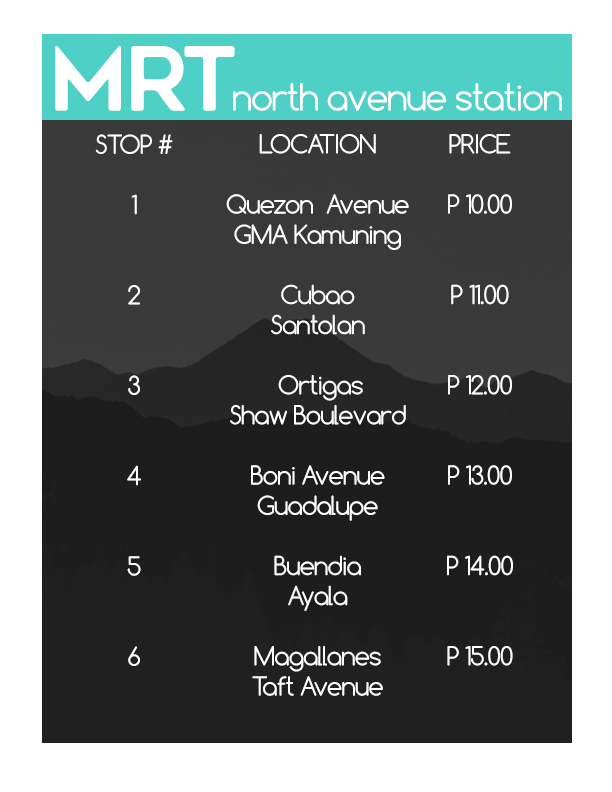 MRT north avenue station
STOP # LOCATION PRICE
1 Quezon Avenue P 10.00
GMA Kamuning
2 Cubao P 11.00
Santolan
3 Ortigas P 12.00
Shaw Boulevard
4 Boni Avenue P 13.00
Guadalupe
5 Buendia P 14.00
Ayala
6 Magallanes P 15.00
Taft Avenue